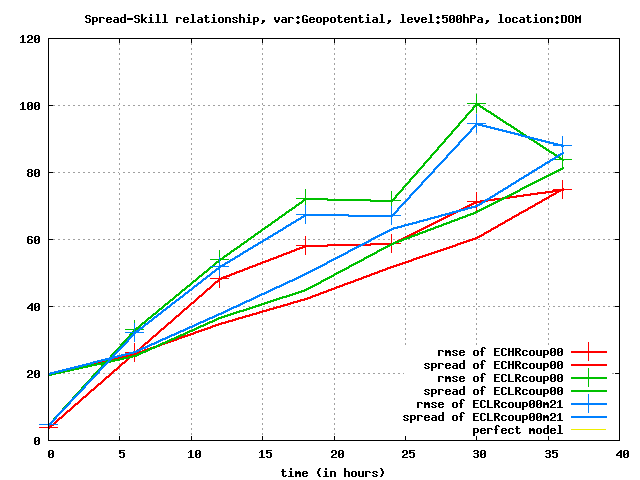 Spread-Skill relationship, var:Geopotential, level:500hPa, location:DOM
120
100
80
60
40
20
0
rmse of ECHRcoup00
spread of ECHRcoup00
rmse of ECLRcoup00
spread of ECLRcoup00
rmse of ECLRcoup00m21
spread of ECLRcoup00m21
perfect model
0 5 10 15 20 25 30 35 40
time (in hours)